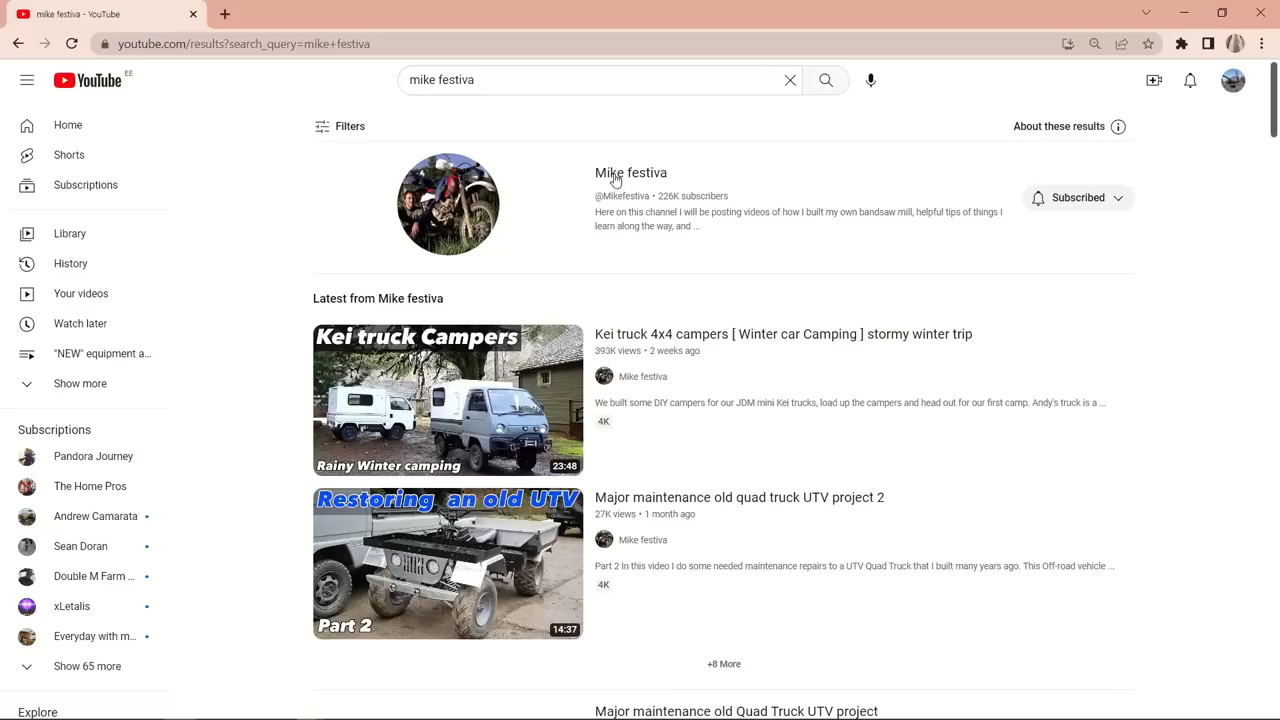 mike festiva - YouTube
youtube.com/results?search_query=mike+festiva
YouTube EE
mike festiva
Home
Shorts
Subscriptions
Library
History
Your videos
Watch later
"NEW" equipment a...
Show more
Subscriptions
Pandora Journey
The Home Pros
Andrew Camarata
Sean Doran
Double M Farm ...
xLetalis
Everyday with m...
Show 65 more
Explore
Filters
About these results
Mike festiva
@Mikefestiva • 226K subscribers
Here on this channel I will be posting videos of how I built my own bandsaw mill, helpful tips of things I
learn along the way, and ...
Subscribed
Latest from Mike festiva
Kei truck Campers
Rainy Winter camping
23:48
Kei truck 4x4 campers [ Winter car Camping ] stormy winter trip
393K views • 2 weeks ago
Mike festiva
We built some DIY campers for our JDM mini Kei trucks, load up the campers and head out for our first camp. Andy's truck is a ...
4K
Restoring an old UTV
Part 2
14:37
Major maintenance old quad truck UTV project 2
27K views • 1 month ago
Mike festiva
Part 2 In this video I do some needed maintenance repairs to a UTV Quad Truck that I built many years ago. This Off-road vehicle ...
4K
+8 More
Major maintenance old Quad Truck UTV project